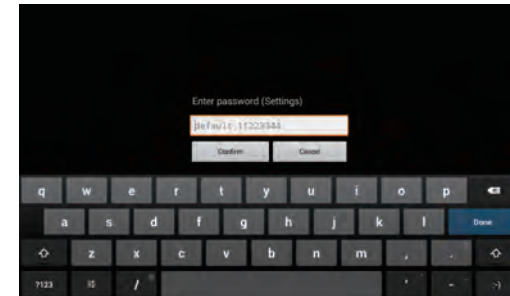 Enter password (Settings)
Default 11223344
Confirm Cancel
q w e r t y u i o p
a s d f g h j k l Done
z x c v b n m , .
?123 / ' - :-)